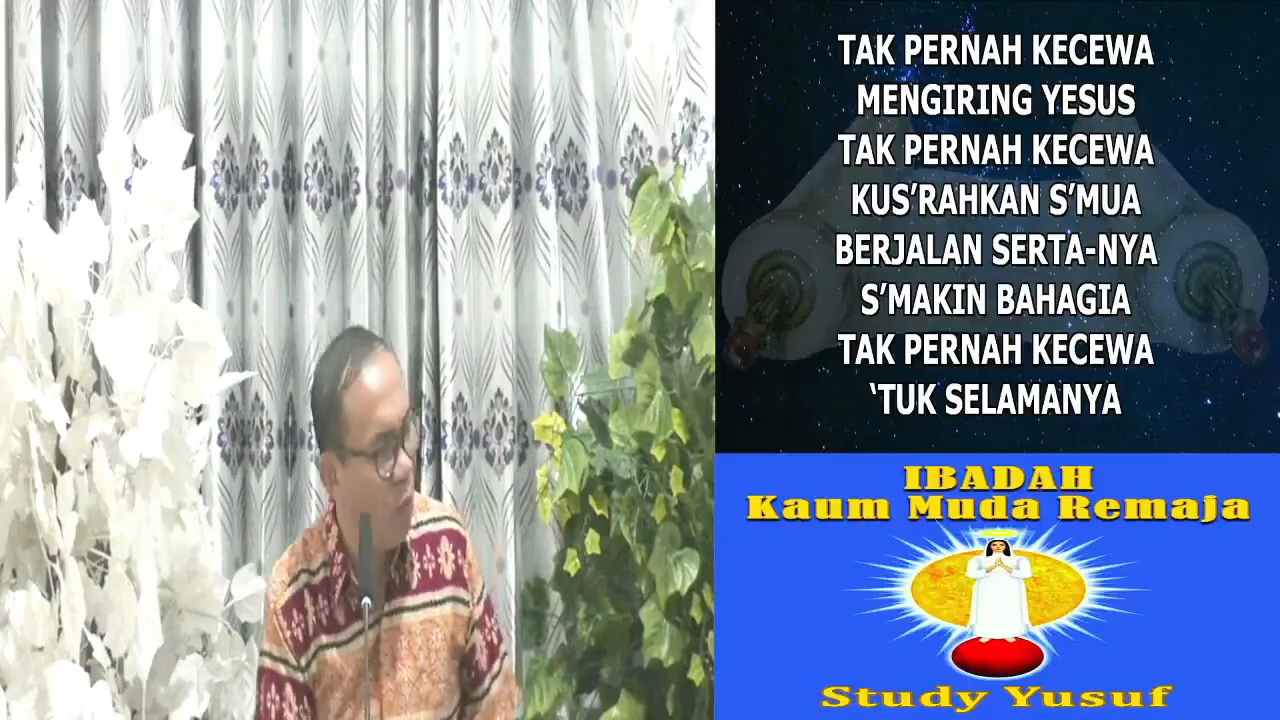 TAK PERNAH KECEWA
MENGIRING YESUS
TAK PERNAH KECEWA
KUS’RAHKAN S’MUA
BERJALAN SERTA-NYA
S’MAKIN BAHAGIA
TAK PERNAH KECEWA
‘TUK SELAMANYA
IBADAH
Kaum Muda Remaja
Study Yusuf